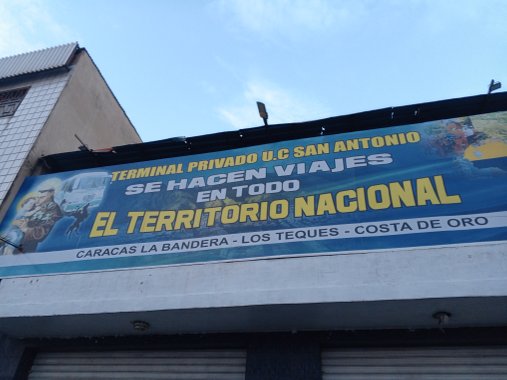 TERMINAL PRIVADO U.C SAN ANTONIO
SE HACEN VIAJES
EN TODO
EL TERRITORIO NACIONAL
CARACAS LA BANDERA - LOS TEQUES - COSTA DE ORO